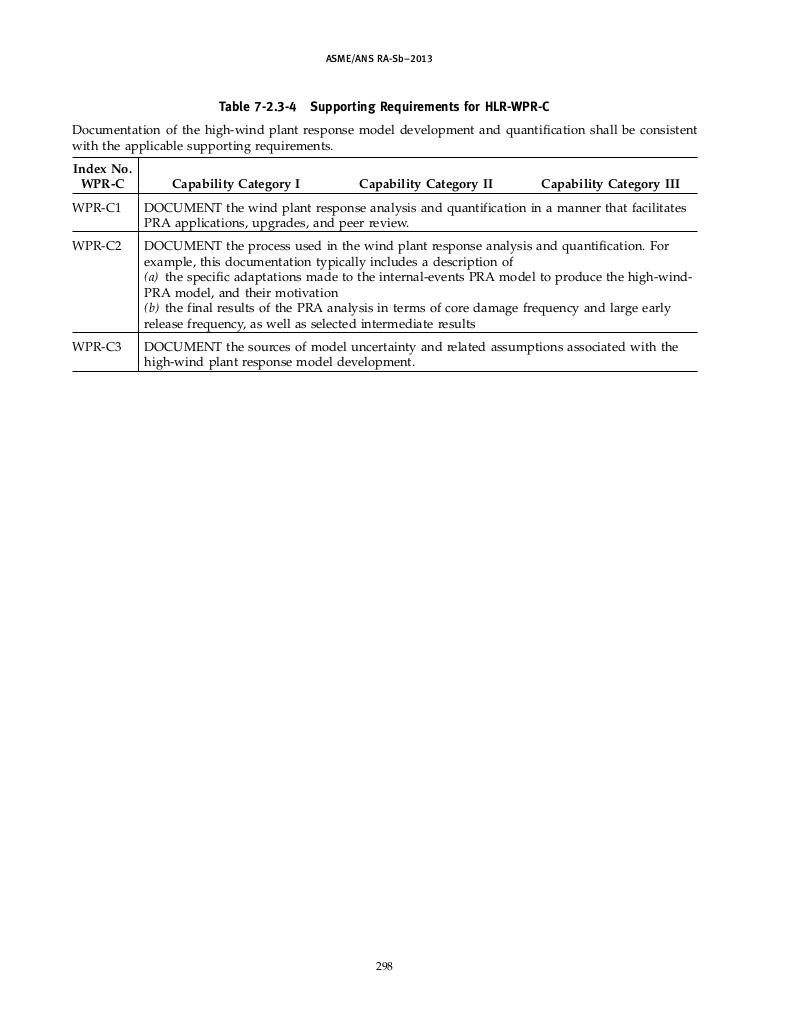 ASME/ANS RA-Sb–2013
Table 7-2.3-4 Supporting Requirements for HLR-WPR-C
Documentation of the high-wind plant response model development and quantification shall be consistent
with the applicable supporting requirements.
Index No.
WPR-C Capability Category I Capability Category II Capability Category III
WPR-C1 DOCUMENT the wind plant response analysis and quantification in a manner that facilitates
PRA applications, upgrades, and peer review.
WPR-C2 DOCUMENT the process used in the wind plant response analysis and quantification. For
example, this documentation typically includes a description of
(a) the specific adaptations made to the internal-events PRA model to produce the high-wind-
PRA model, and their motivation
(b) the final results of the PRA analysis in terms of core damage frequency and large early
release frequency, as well as selected intermediate results
WPR-C3 DOCUMENT the sources of model uncertainty and related assumptions associated with the
high-wind plant response model development.
298